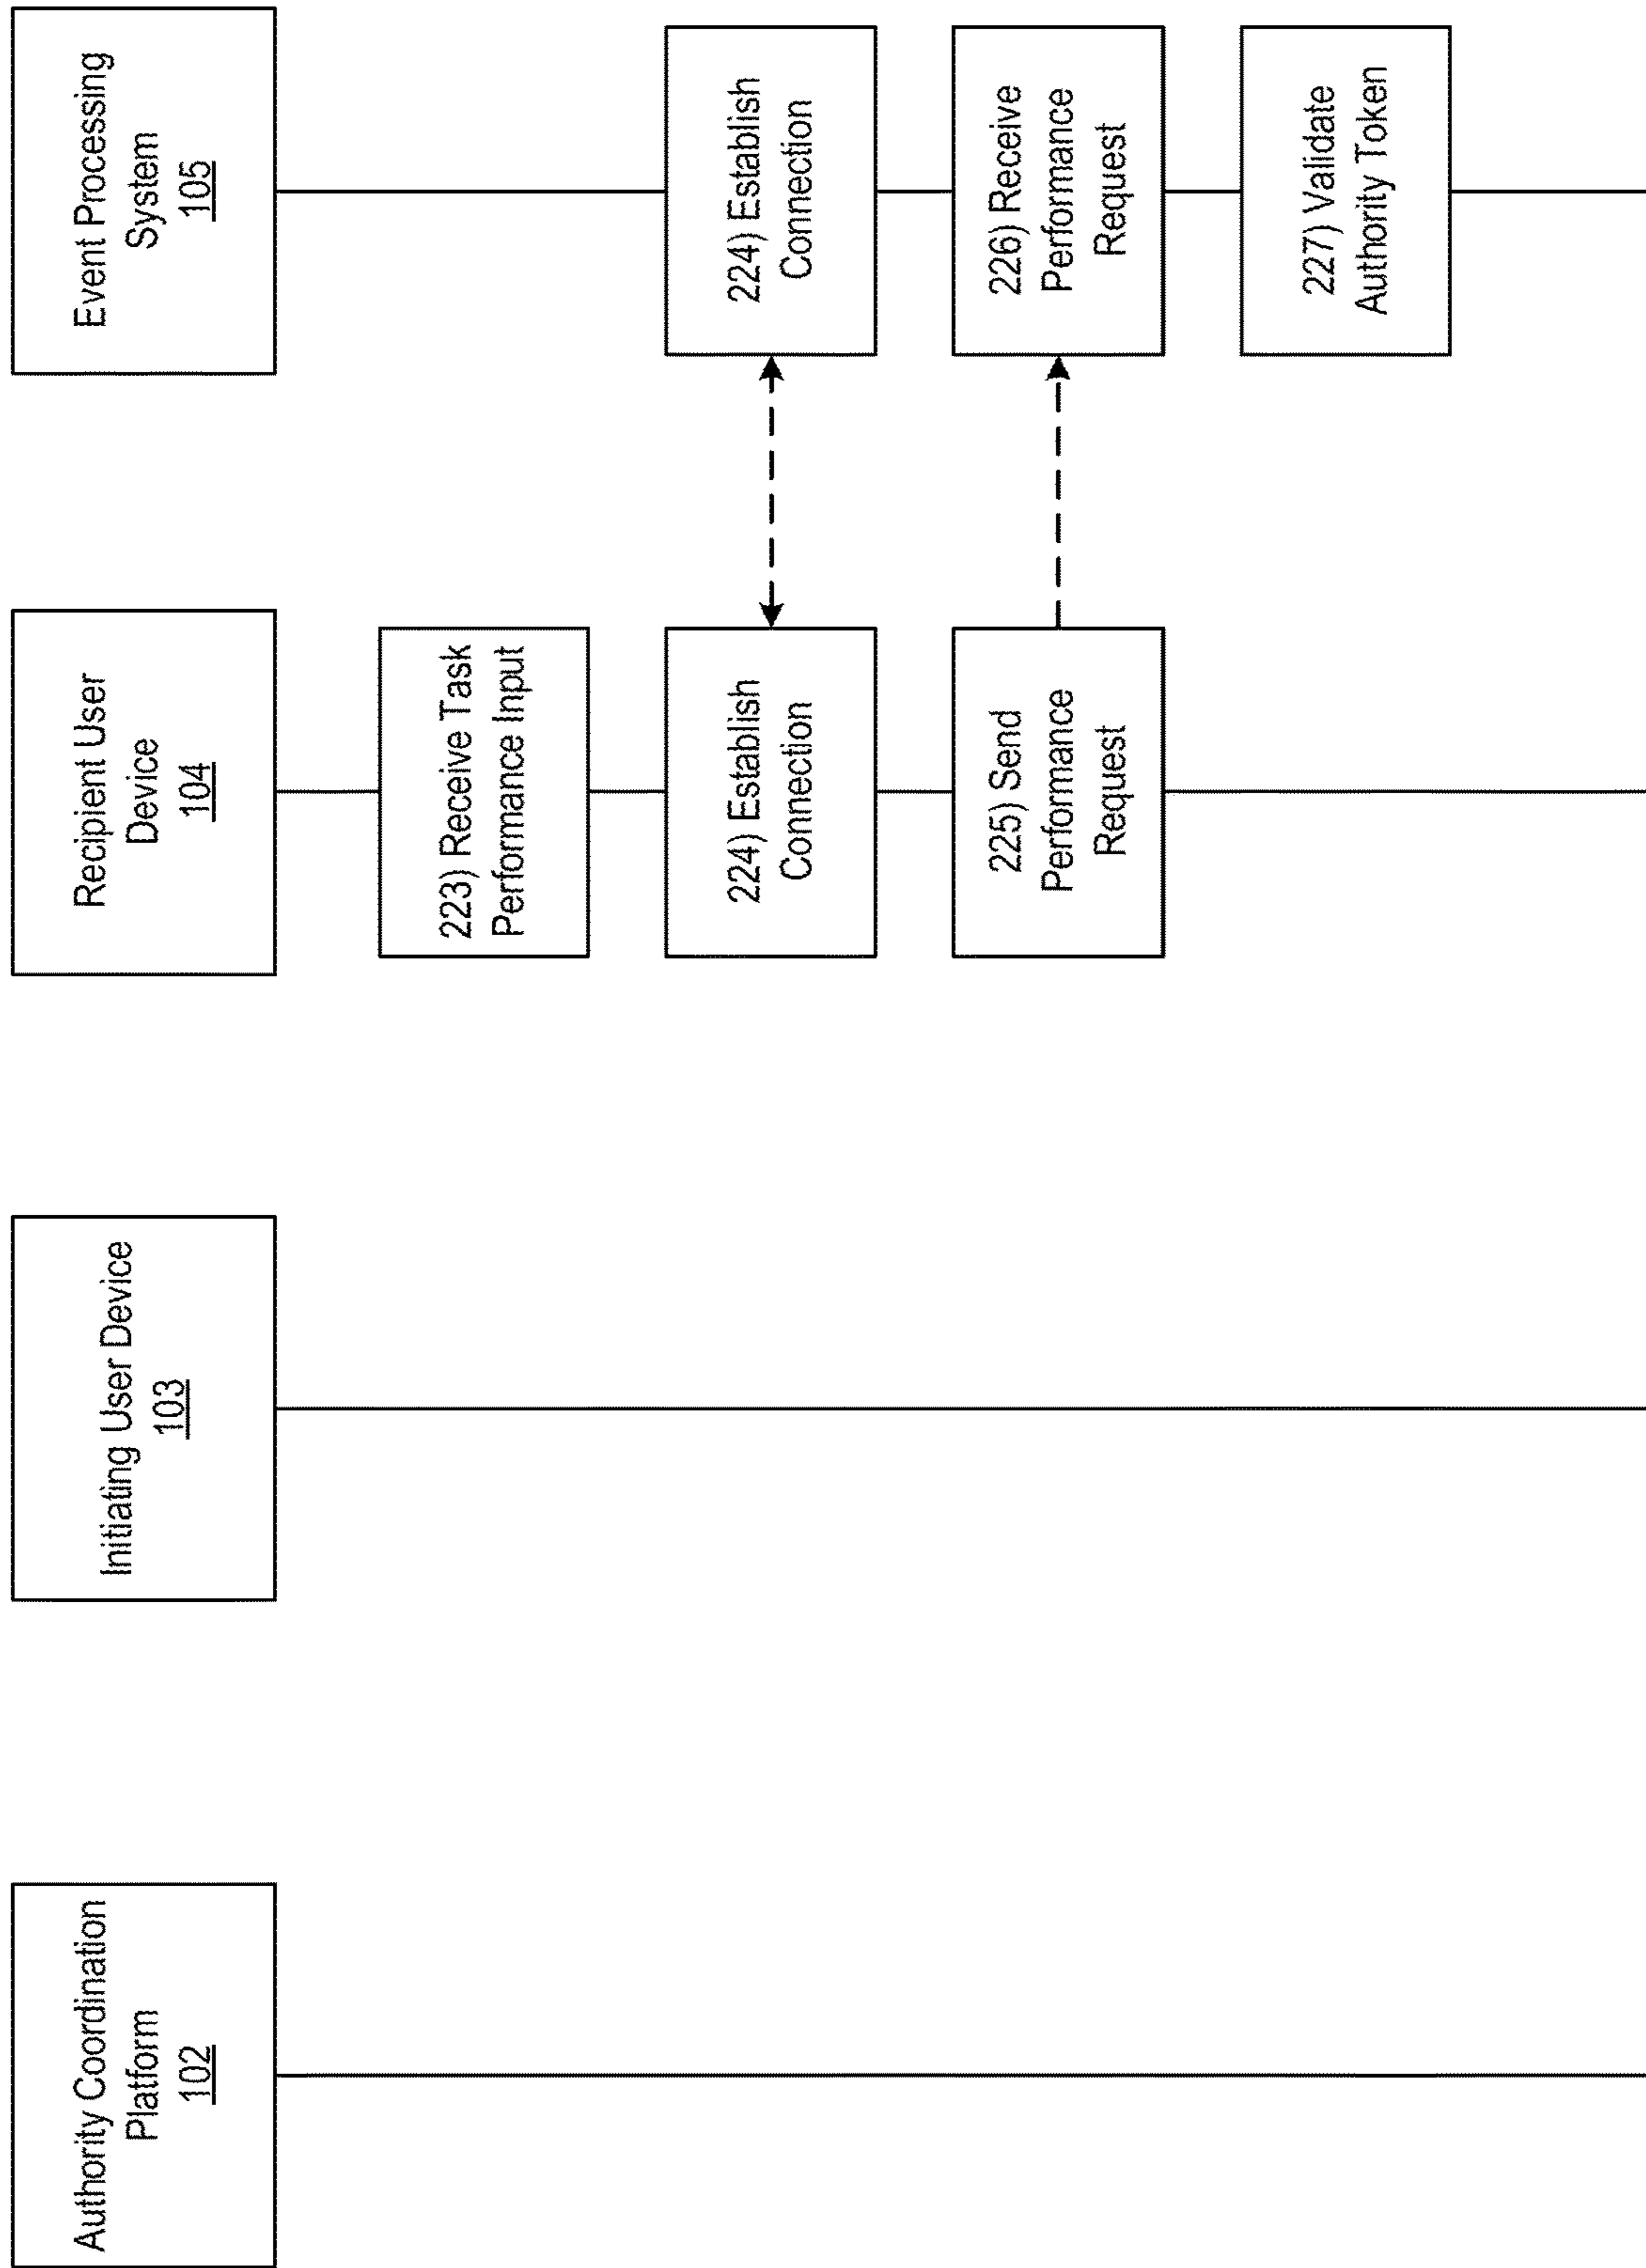 Authority Coordination
Platform
102
Initiating User Device
103
Recipient User
Device
104
Event Processing
System
105
223) Receive Task
Performance Input
224) Establish
Connection
224) Establish
Connection
225) Send
Performance
Request
226) Receive
Performance
Request
227) Validate
Authority Token